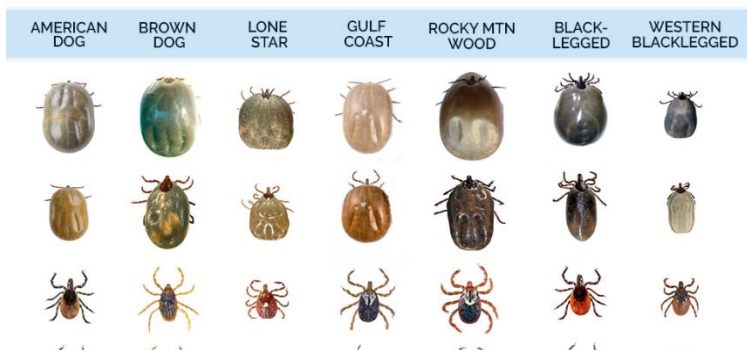 AMERICAN DOG
BROWN DOG
LONE STAR
GULF COAST
ROCKY MTN WOOD
BLACK-LEGGED
WESTERN BLACKLEGGED